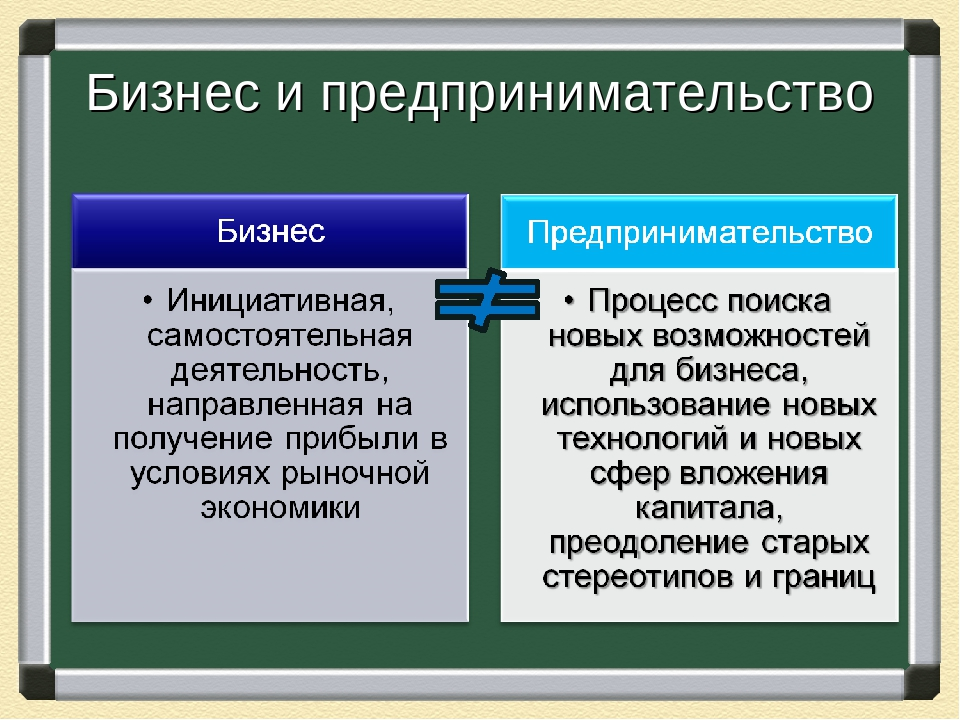 Бизнес и предпринимательство
Бизнес
• Инициативная,
самостоятельная
деятельность,
направленная на
получение прибыли в
условиях рыночной
экономики
≠
Предпринимательство
• Процесс поиска
новых возможностей
для бизнеса,
использование новых
технологий и новых
сфер вложения
капитала,
преодоление старых
стереотипов и границ